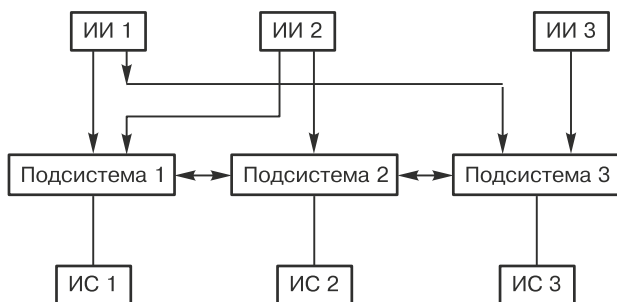 ИИ 1 ИИ 2 ИИ 3
Подсистема 1 Подсистема 2 Подсистема 3
ИС 1 ИС 2 ИС 3